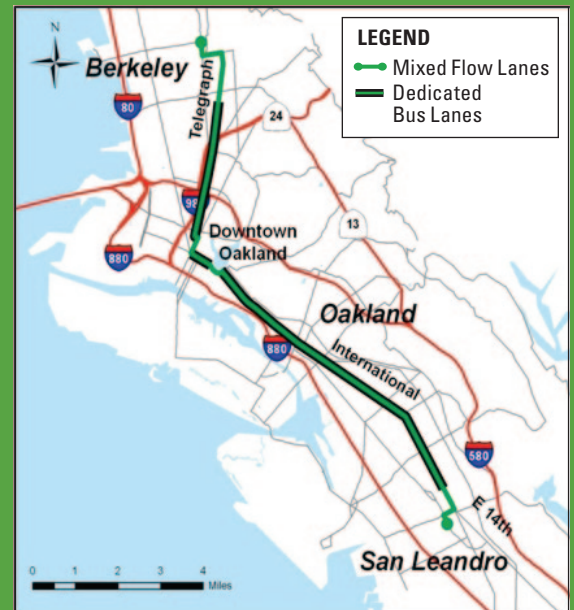 LEGEND
Mixed Flow Lanes
Dedicated
Bus Lanes
N
Berkeley
80
Telegraph
24
980
13
Downtown
Oakland
880
Oakland
880
International
580
E 14th
San Leandro
0 1 2 3 4
Miles